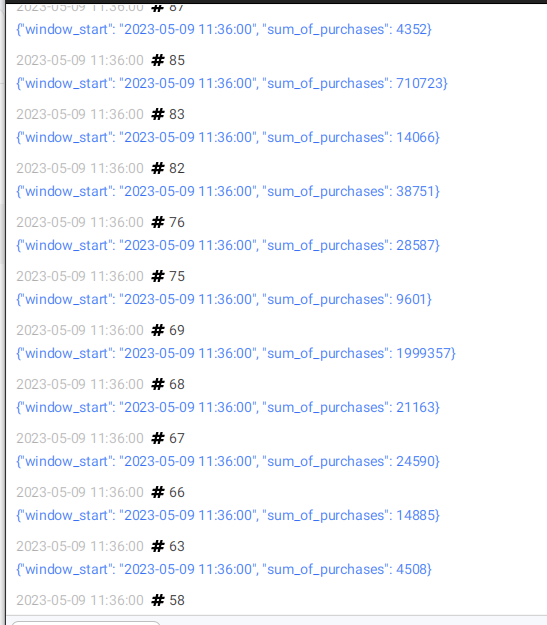 2023-05-09 11:36:00 # 87
{"window_start": "2023-05-09 11:36:00", "sum_of_purchases": 4352}
2023-05-09 11:36:00 # 85
{"window_start": "2023-05-09 11:36:00", "sum_of_purchases": 710723}
2023-05-09 11:36:00 # 83
{"window_start": "2023-05-09 11:36:00", "sum_of_purchases": 14066}
2023-05-09 11:36:00 # 82
{"window_start": "2023-05-09 11:36:00", "sum_of_purchases": 38751}
2023-05-09 11:36:00 # 76
{"window_start": "2023-05-09 11:36:00", "sum_of_purchases": 28587}
2023-05-09 11:36:00 # 75
{"window_start": "2023-05-09 11:36:00", "sum_of_purchases": 9601}
2023-05-09 11:36:00 # 69
{"window_start": "2023-05-09 11:36:00", "sum_of_purchases": 1999357}
2023-05-09 11:36:00 # 68
{"window_start": "2023-05-09 11:36:00", "sum_of_purchases": 21163}
2023-05-09 11:36:00 # 67
{"window_start": "2023-05-09 11:36:00", "sum_of_purchases": 24590}
2023-05-09 11:36:00 # 66
{"window_start": "2023-05-09 11:36:00", "sum_of_purchases": 14885}
2023-05-09 11:36:00 # 63
{"window_start": "2023-05-09 11:36:00", "sum_of_purchases": 4508}
2023-05-09 11:36:00 # 58